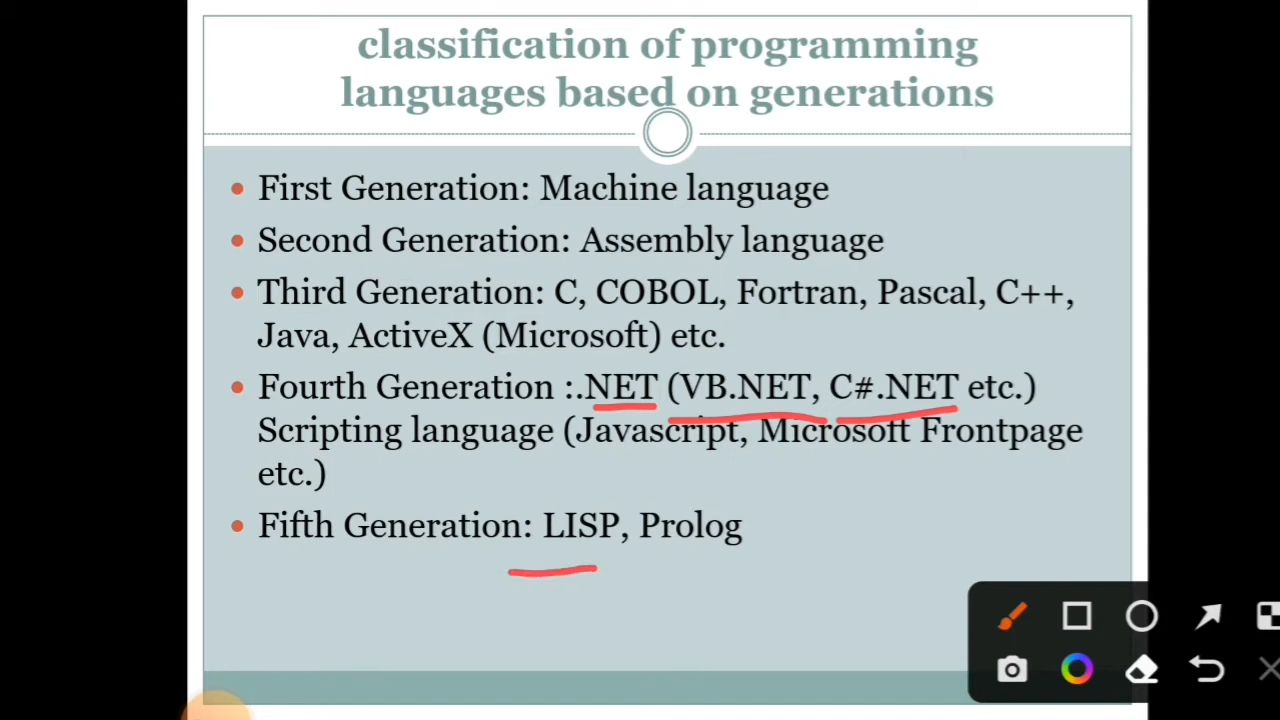 classification of programming
languages based on generations
• First Generation: Machine language
• Second Generation: Assembly language
• Third Generation: C, COBOL, Fortran, Pascal, C++,
Java, ActiveX (Microsoft) etc.
• Fourth Generation :.NET (VB.NET, C#.NET etc.)
Scripting language (Javascript, Microsoft Frontpage
etc.)
• Fifth Generation: LISP, Prolog